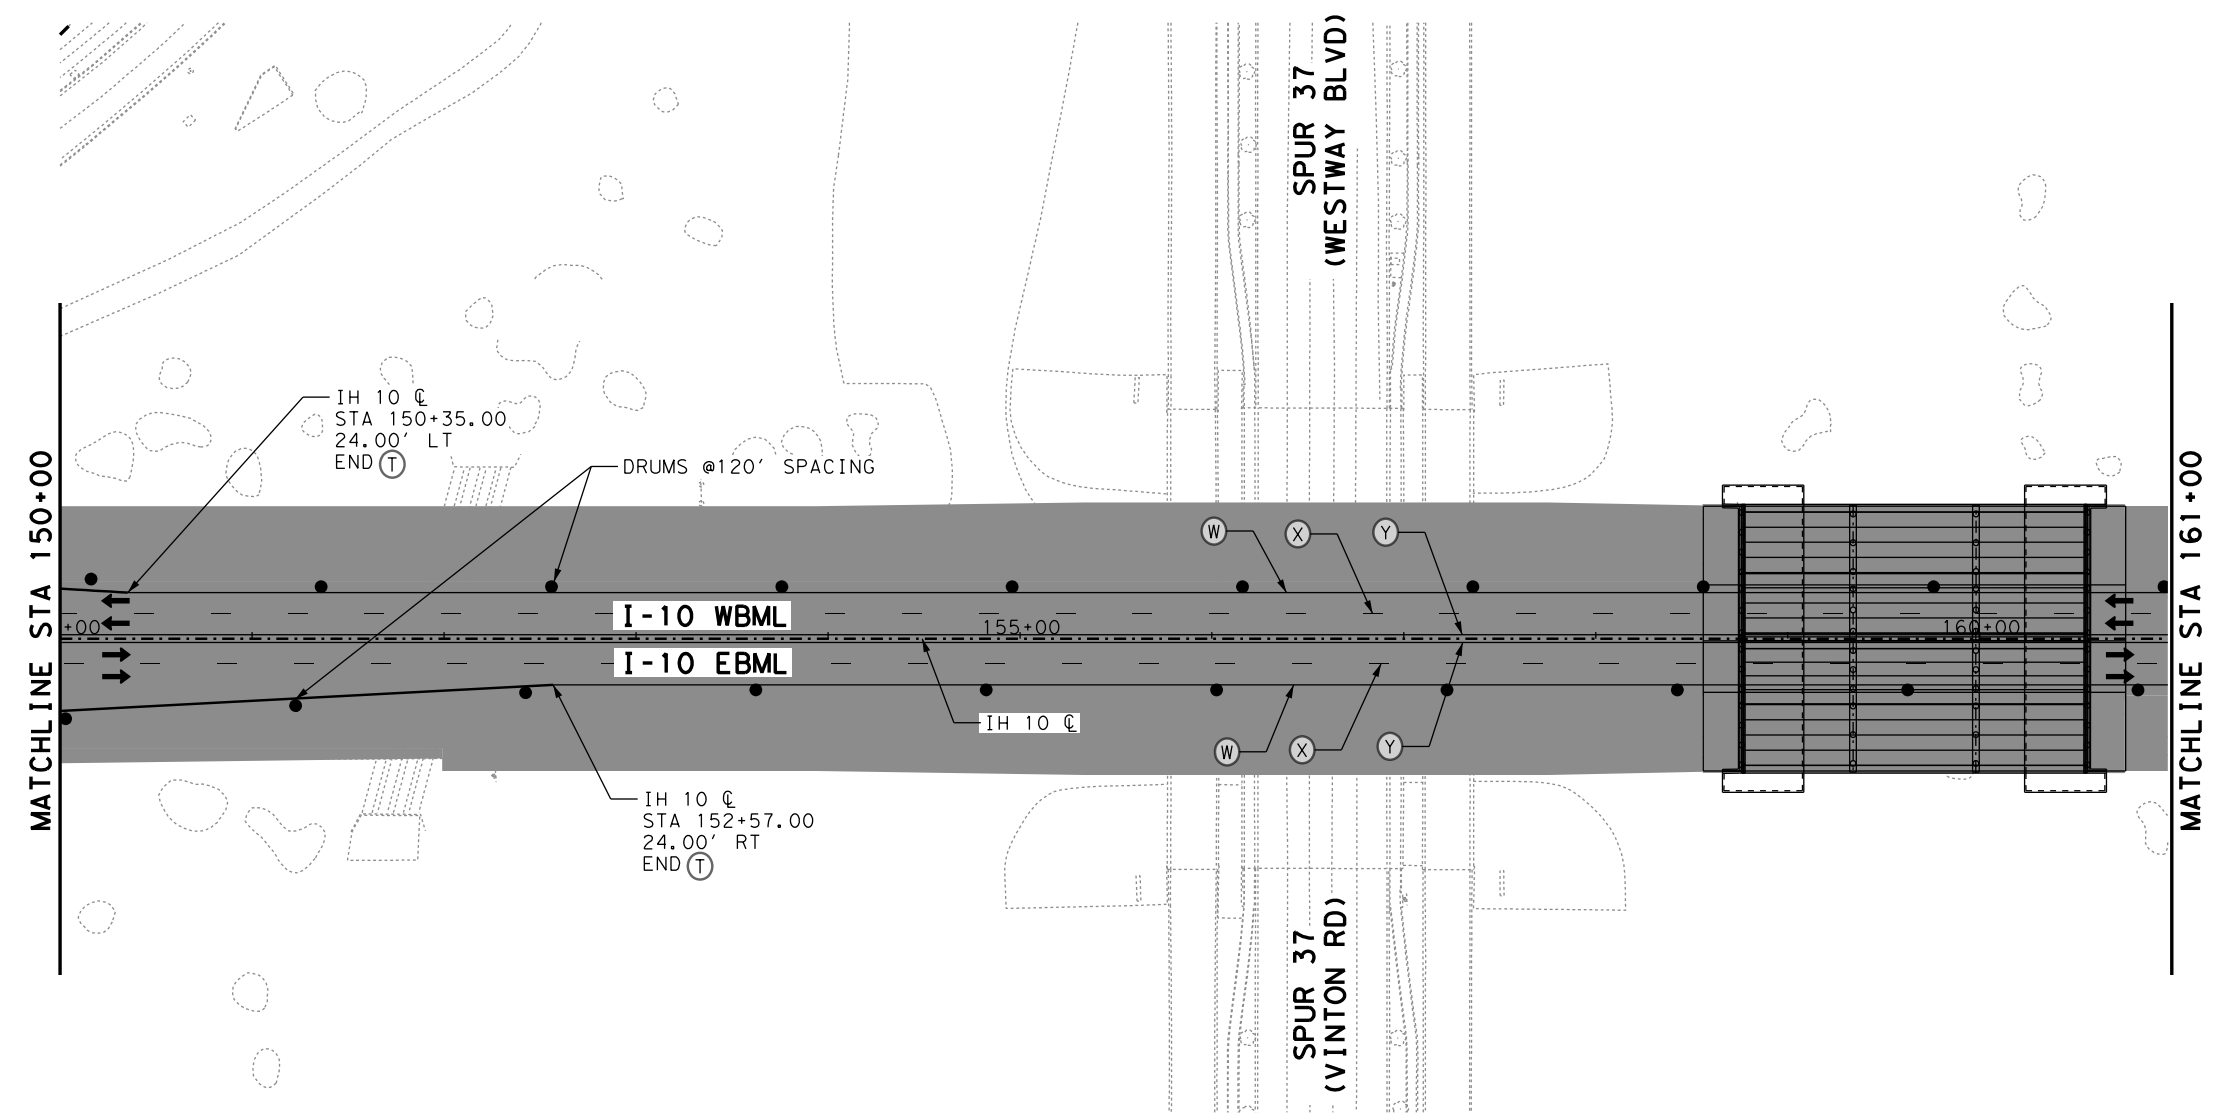 SPUR 37
(WESTWAY BLVD)
IH 10 ℄
STA 150+35.00
24.00' LT
END T
DRUMS @120' SPACING
MATCHLINE STA 150+00
MATCHLINE STA 161+00
W
X
Y
I-10 WBML
+00
155+00
160+00
I-10 EBML
IH 10 ℄
W
X
Y
IH 10 ℄
STA 152+57.00
24.00' RT
END T
SPUR 37
(VINTON RD)